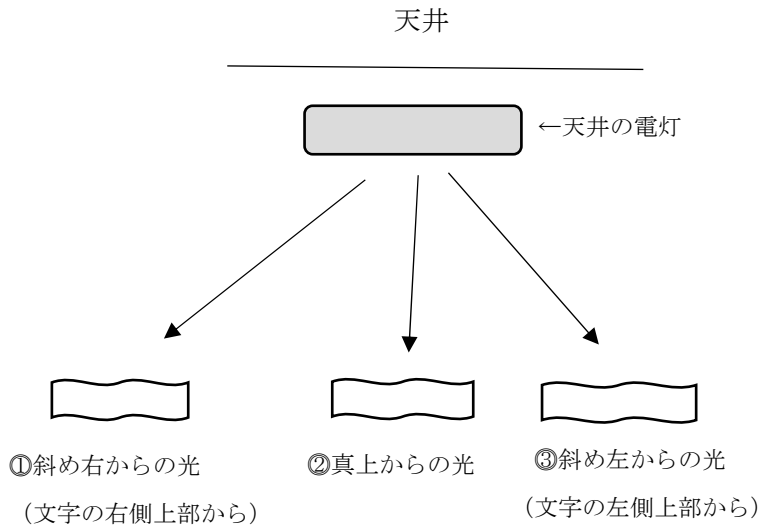 天井
←天井の電灯
①斜め右からの光
（文字の右側上部から）
②真上からの光
③斜め左からの光
（文字の左側上部から）